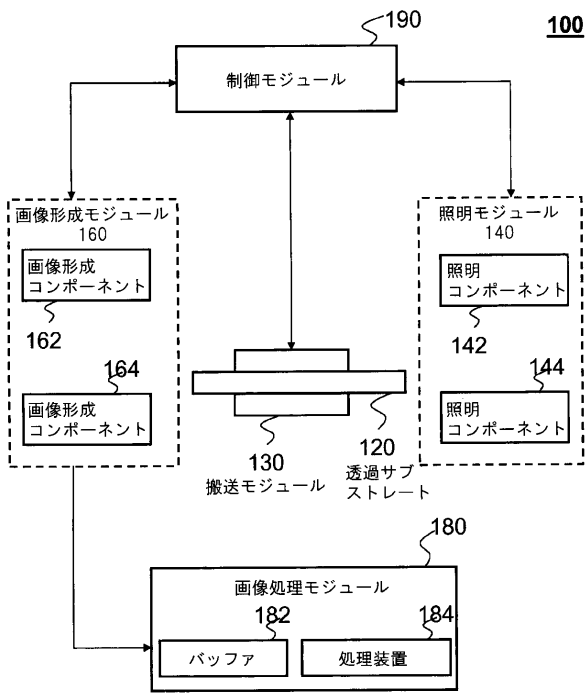 100
190
制御モジュール
画像形成モジュール
160
画像形成
コンポーネント
162
164
画像形成
コンポーネント
照明モジュール
140
照明
コンポーネント
142
144
照明
コンポーネント
130
搬送モジュール
120
透過サブ
ストレート
180
画像処理モジュール
182
バッファ
184
処理装置